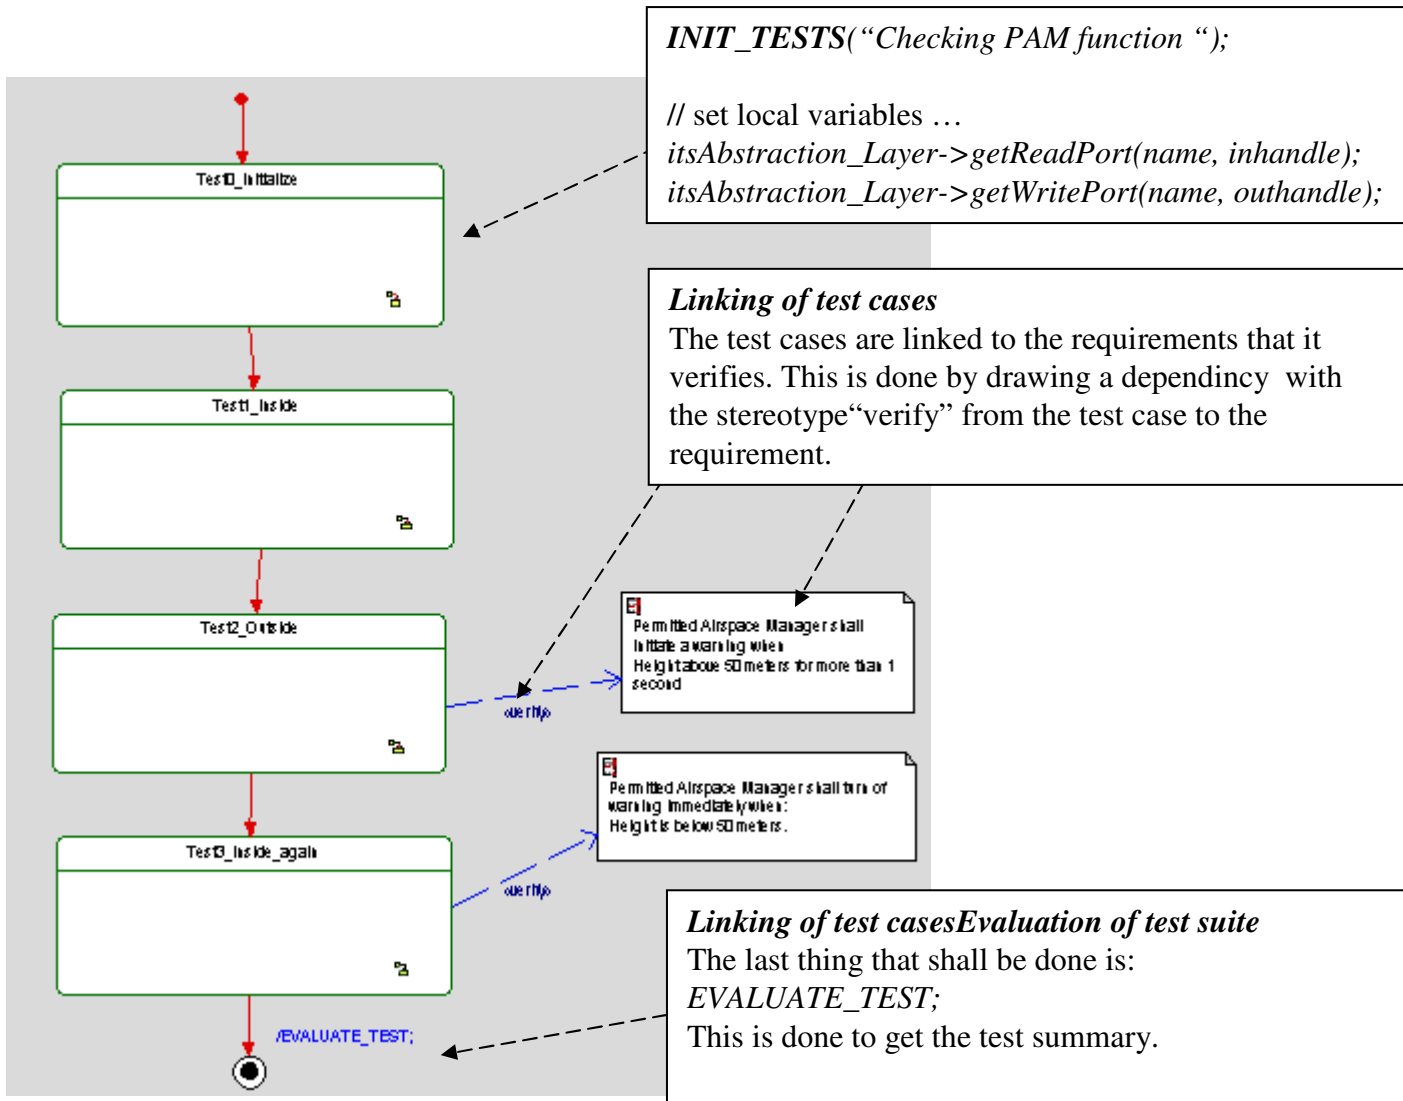 INIT_TESTS(“Checking PAM function “);
// set local variables …
itsAbstraction_Layer->getReadPort(name, inhandle);
itsAbstraction_Layer->getWritePort(name, outhandle);
Test0_Initialize
Linking of test cases
The test cases are linked to the requirements that it
verifies. This is done by drawing a dependincy  with
the stereotype“verify” from the test case to the
requirement.
Test1_Inside
Test2_Outside
Permitted Airspace Manager shall
Initiate a warning when
Height above 50 meters for more than 1
second
«verify»
Permitted Airspace Manager shall turn of
warning immediately when:
Height is below 50 meters.
Test3_Inside_again
«verify»
Linking of test casesEvaluation of test suite
The last thing that shall be done is:
EVALUATE_TEST;
This is done to get the test summary.
/EVALUATE_TEST;